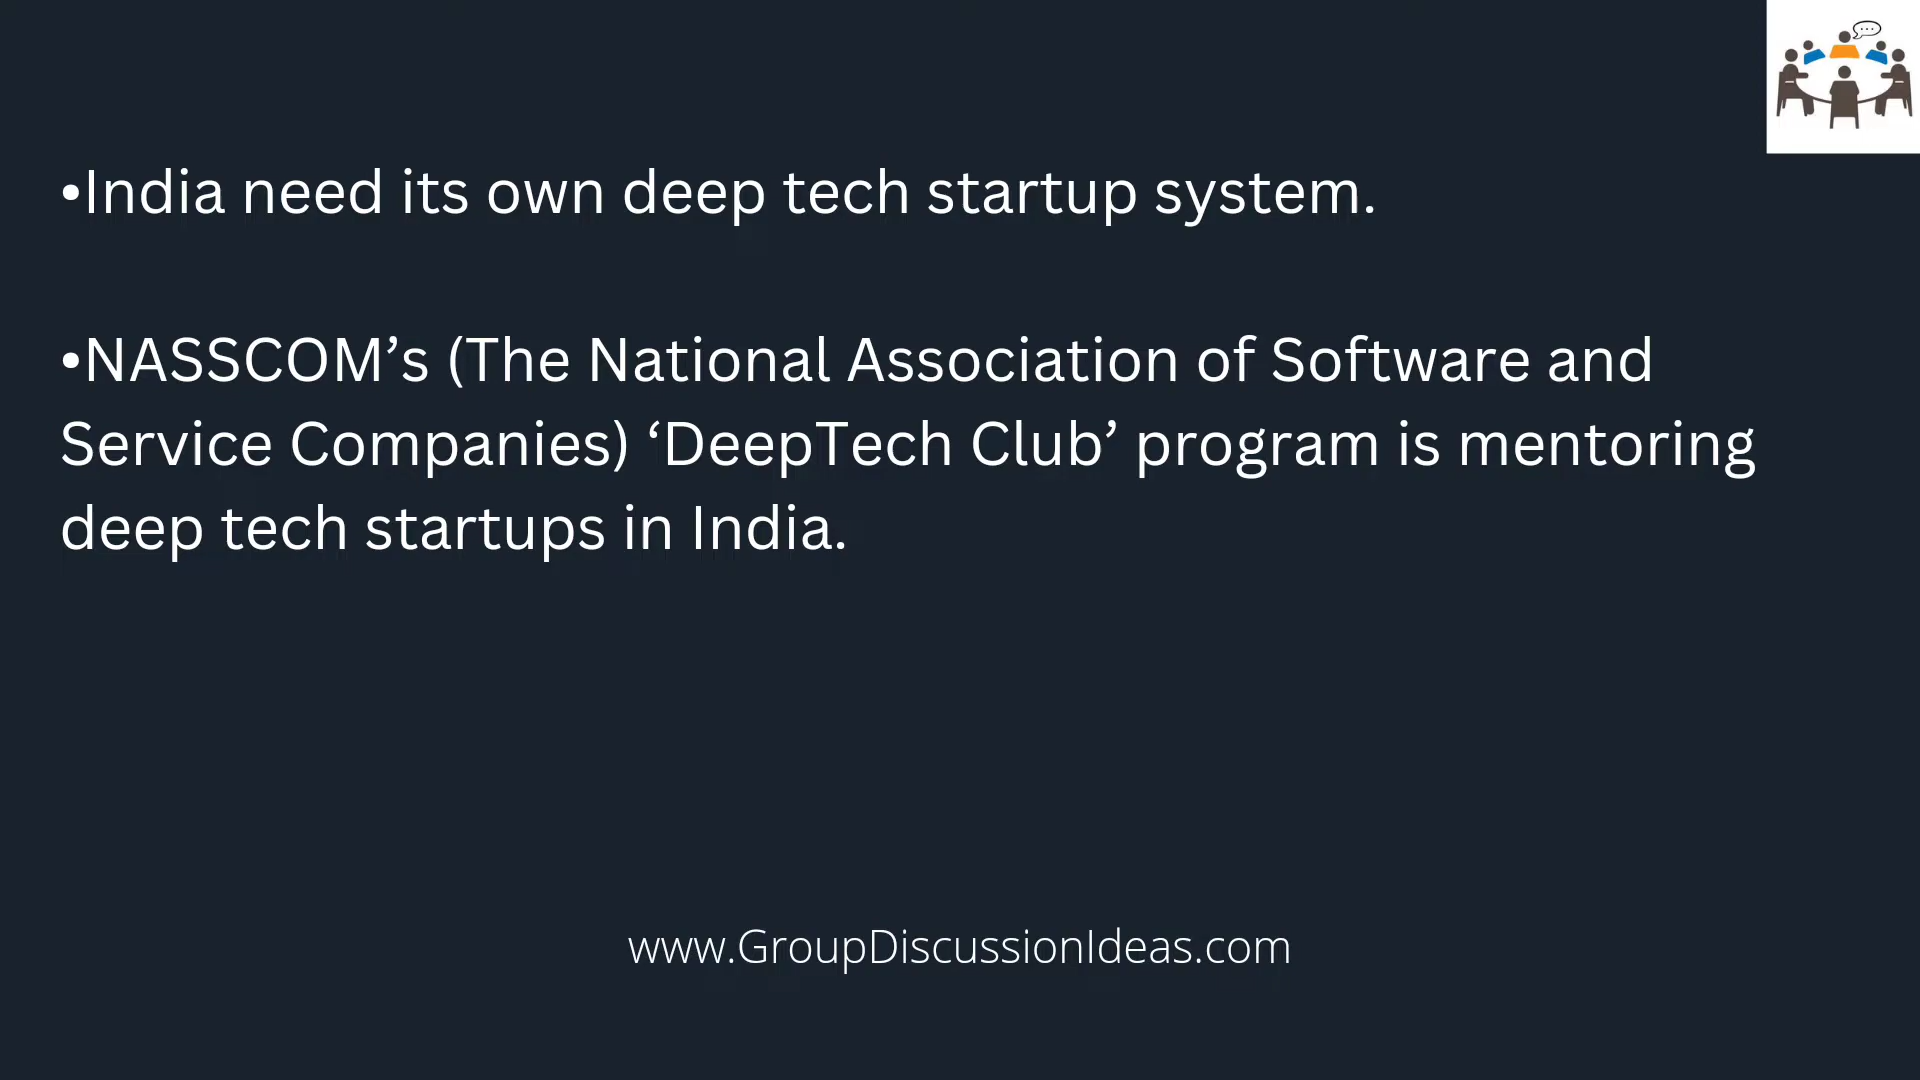 •India need its own deep tech startup system.
•NASSCOM’s (The National Association of Software and
Service Companies) ‘DeepTech Club’ program is mentoring
deep tech startups in India.
www.GroupDiscussionIdeas.com